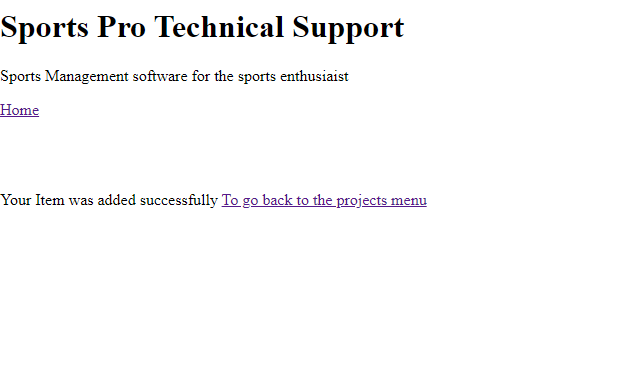 Sports Pro Technical Support
Sports Management software for the sports enthusiaist
Home
Your Item was added successfully To go back to the projects menu